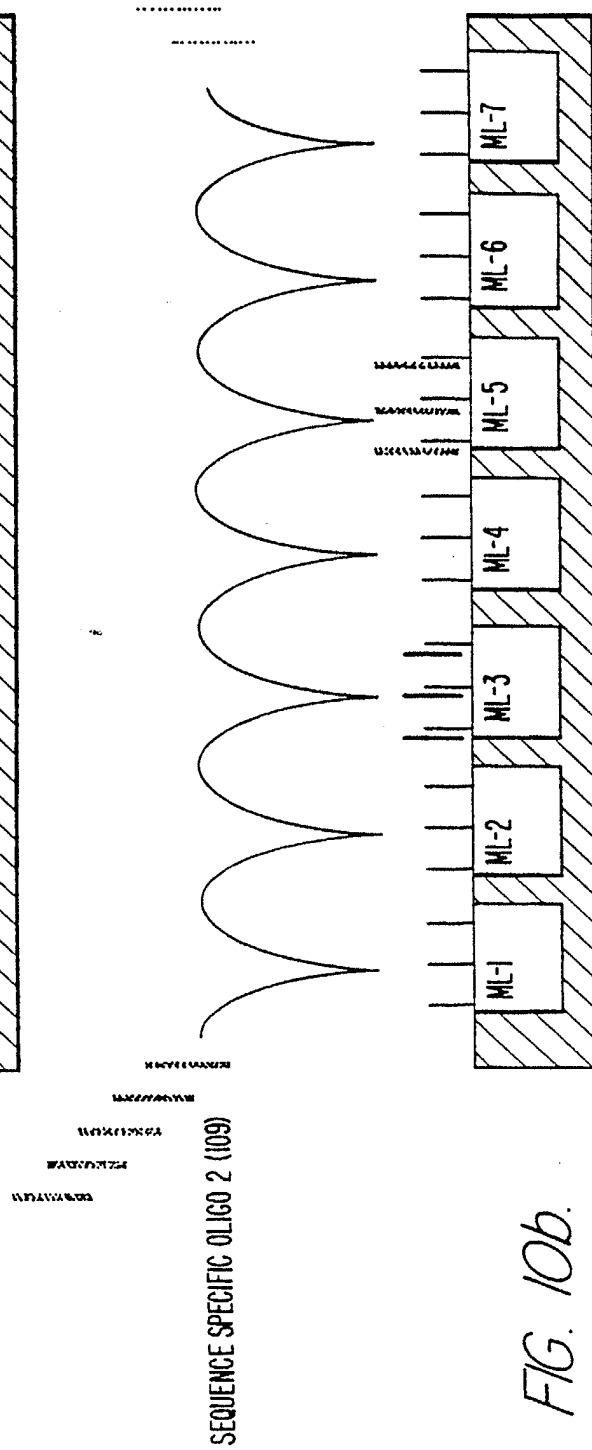 SEQUENCE SPECIFIC OLIGO 2 (109)
ML-1
ML-2
ML-3
ML-4
ML-5
ML-6
ML-7
FIG. 10b.